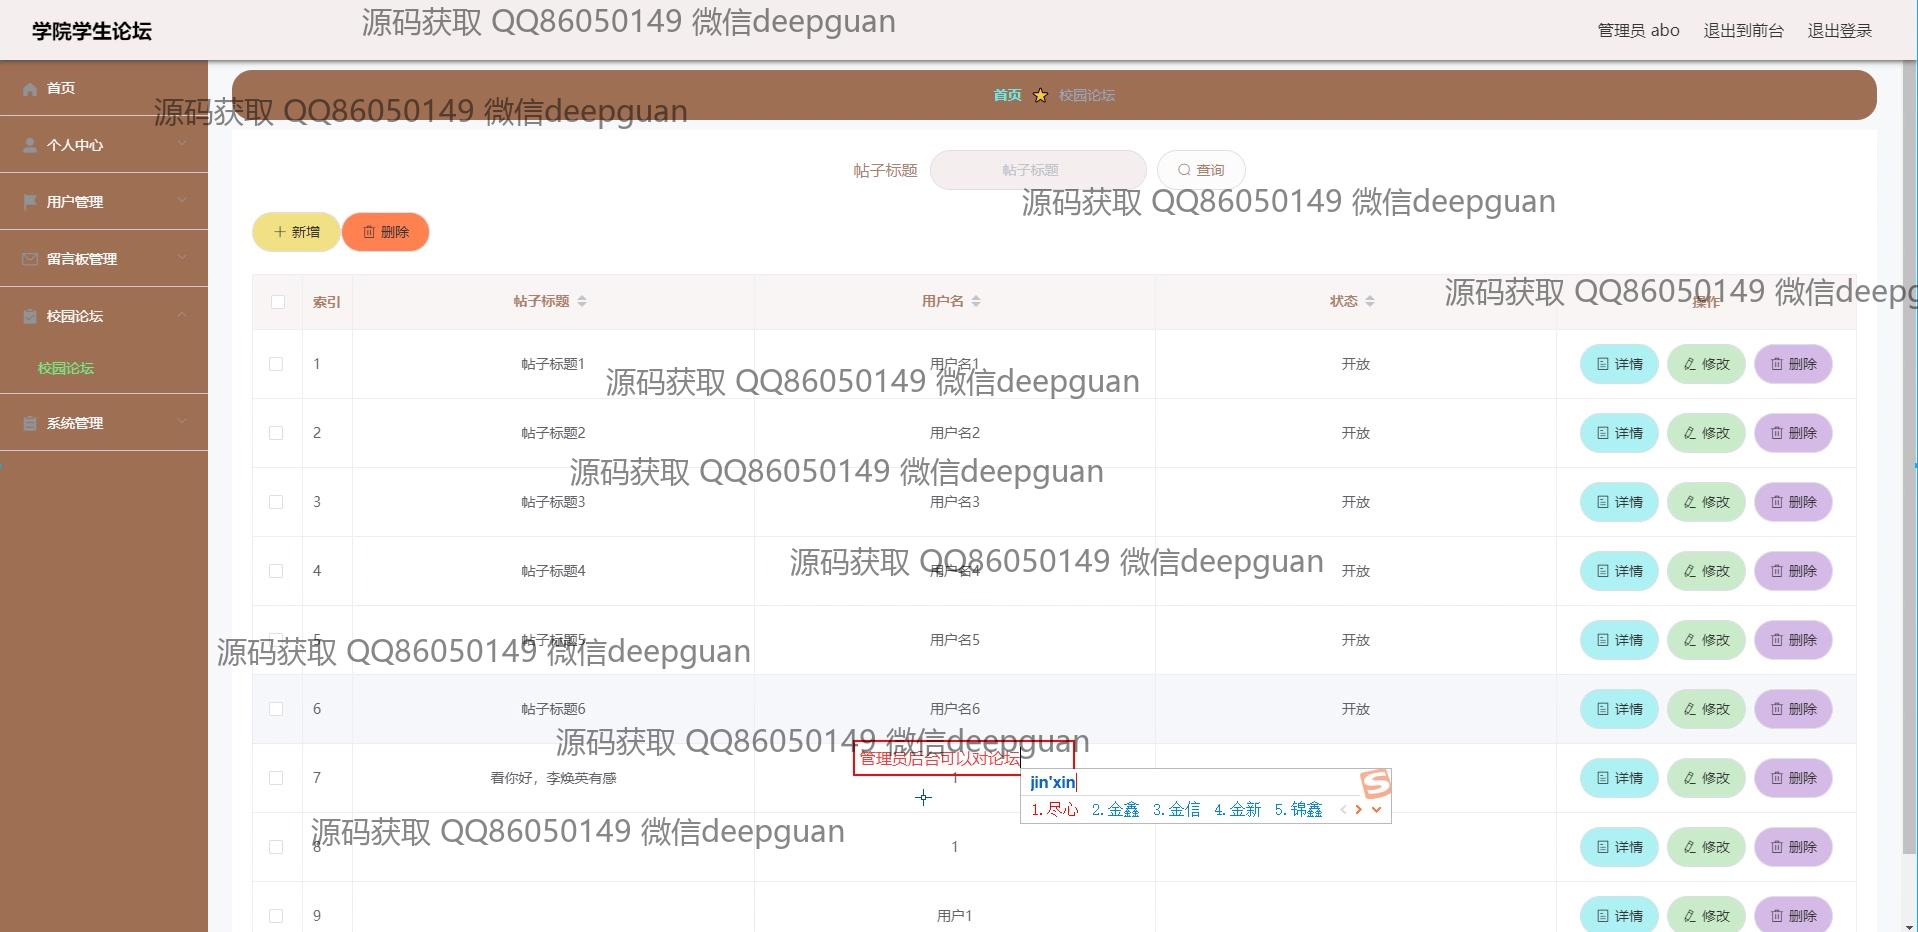 学院学生论坛
源码获取 QQ86050149 微信deepguan
管理员 abo 退出到前台 退出登录
首页
个人中心
用户管理
留言板管理
校园论坛
校园论坛
系统管理
首页 校园论坛
源码获取 QQ86050149 微信deepguan
帖子标题 帖子标题 查询
源码获取 QQ86050149 微信deepguan
新增 删除
索引 帖子标题 用户名 状态 操作
源码获取 QQ86050149 微信deepg
1 帖子标题1 用户名1 开放 详情 修改 删除
源码获取 QQ86050149 微信deepguan
2 帖子标题2 用户名2 开放 详情 修改 删除
源码获取 QQ86050149 微信deepguan
3 帖子标题3 用户名3 开放 详情 修改 删除
源码获取 QQ86050149 微信deepguan
4 帖子标题4 用户名4 开放 详情 修改 删除
5 帖子标题5 用户名5 开放 详情 修改 删除
源码获取 QQ86050149 微信deepguan
6 帖子标题6 用户名6 开放 详情 修改 删除
源码获取 QQ86050149 微信deepguan
管理员后台可以对论坛
7 看你好，李焕英有感 1 详情 修改 删除
jin'xin
1.尽心 2.金鑫 3.金信 4.金新 5.锦鑫
源码获取 QQ86050149 微信deepguan
8 1 详情 修改 删除
9 用户1 详情 修改 删除